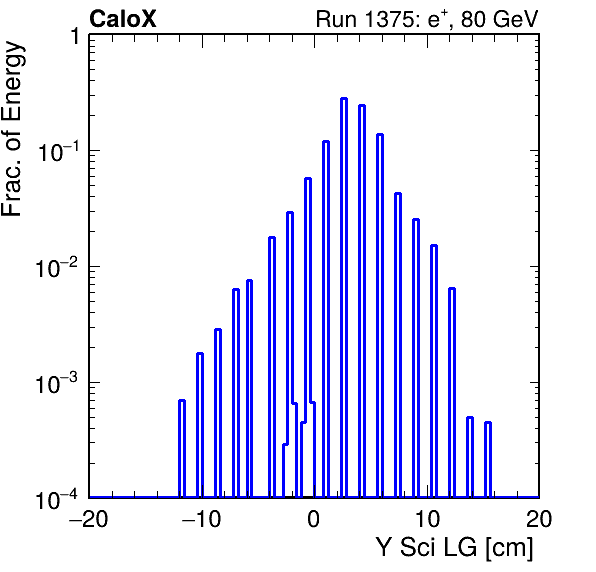 CaloX Run 1375: e⁺, 80 GeV
Frac. of Energy
1
10⁻¹
10⁻²
10⁻³
10⁻⁴
−20 −10 0 10 20
Y Sci LG [cm]